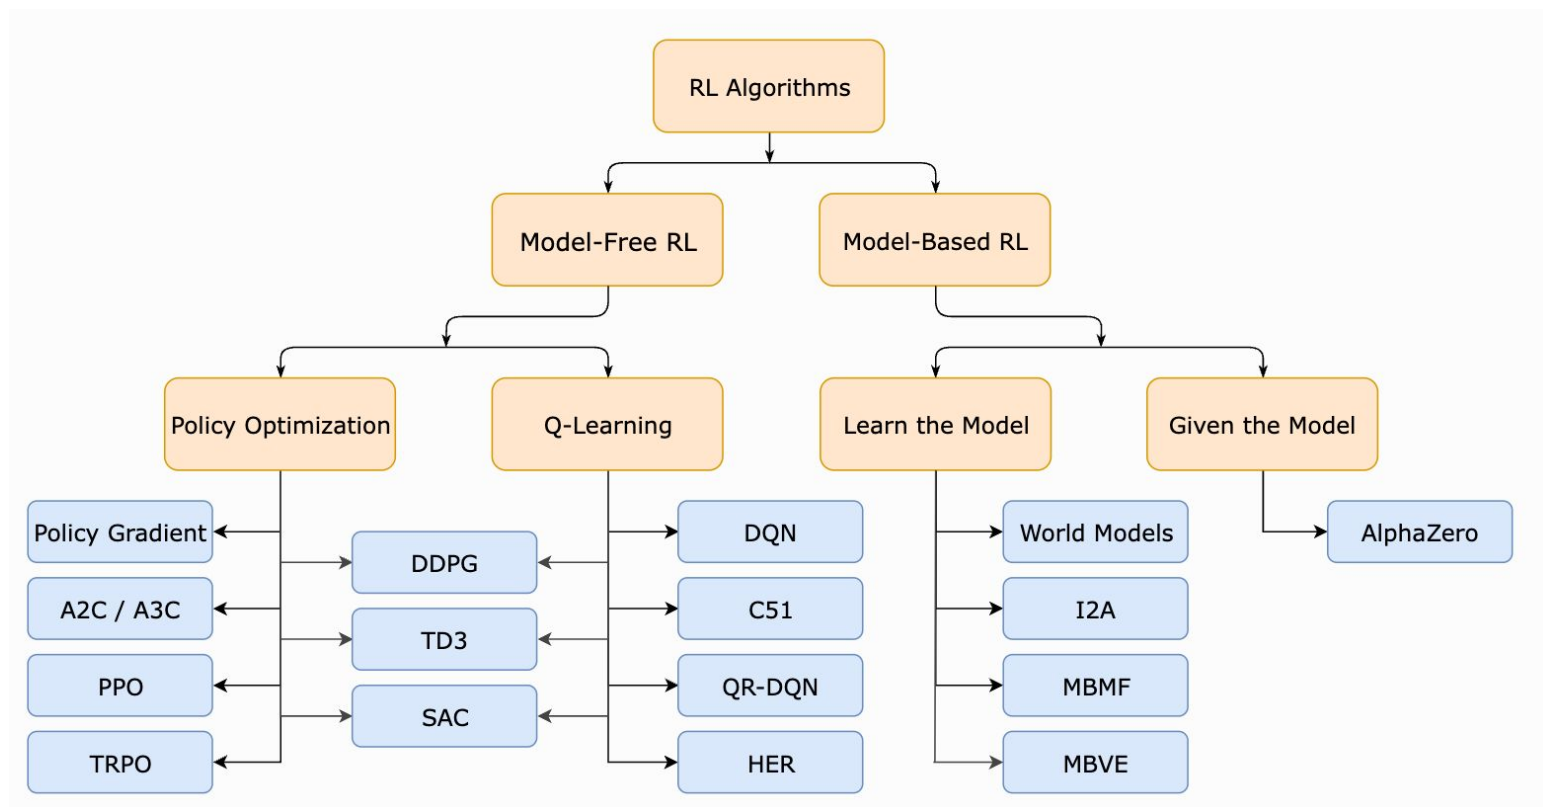 RL Algorithms
Model-Free RL
Model-Based RL
Policy Optimization
Q-Learning
Learn the Model
Given the Model
Policy Gradient
A2C / A3C
PPO
TRPO
DDPG
TD3
SAC
DQN
C51
QR-DQN
HER
World Models
I2A
MBMF
MBVE
AlphaZero